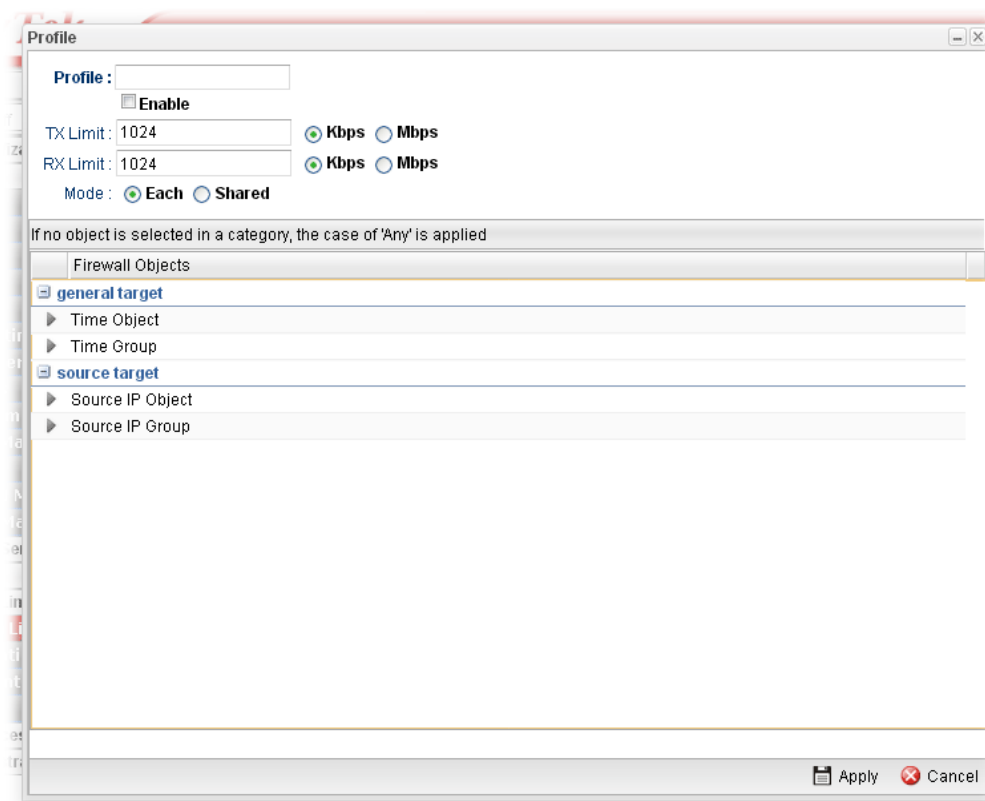 Profile
Profile :
Enable
TX Limit : 1024 Kbps Mbps
RX Limit : 1024 Kbps Mbps
Mode : Each Shared
If no object is selected in a category, the case of 'Any' is applied
Firewall Objects
general target
Time Object
Time Group
source target
Source IP Object
Source IP Group
Apply Cancel